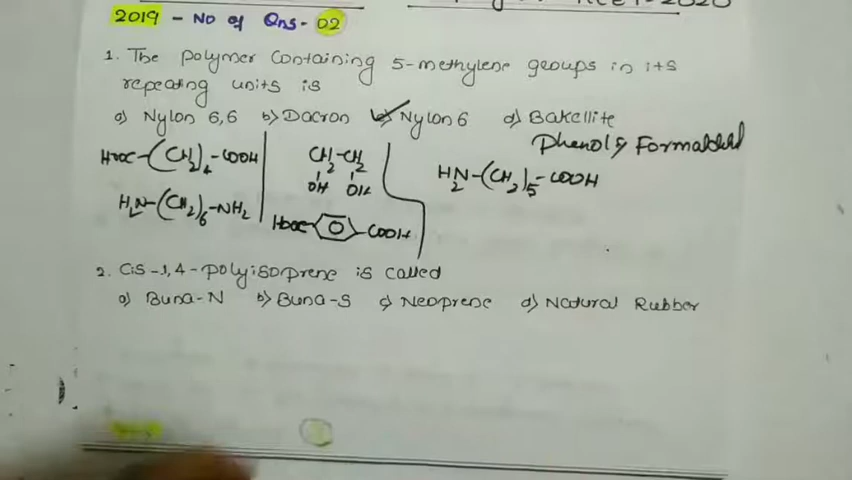 KCET-2020
2019 - No of Qns - 02
1. The polymer containing 5-methylene groups in its
repeating units is
a) Nylon 6,6 b) Dacron c) Nylon 6 d) Bakellite
Phenol &
HOOC-(CH2)4-COOH
H2N-(CH2)6-NH2
CH2-CH2
OH OH
HOOC COOH
H2N-(CH2)5-COOH
2. Cis-1,4-polyisoprene is called
a) Buna-N b) Buna-S c) Neoprene d) Natural Rubber